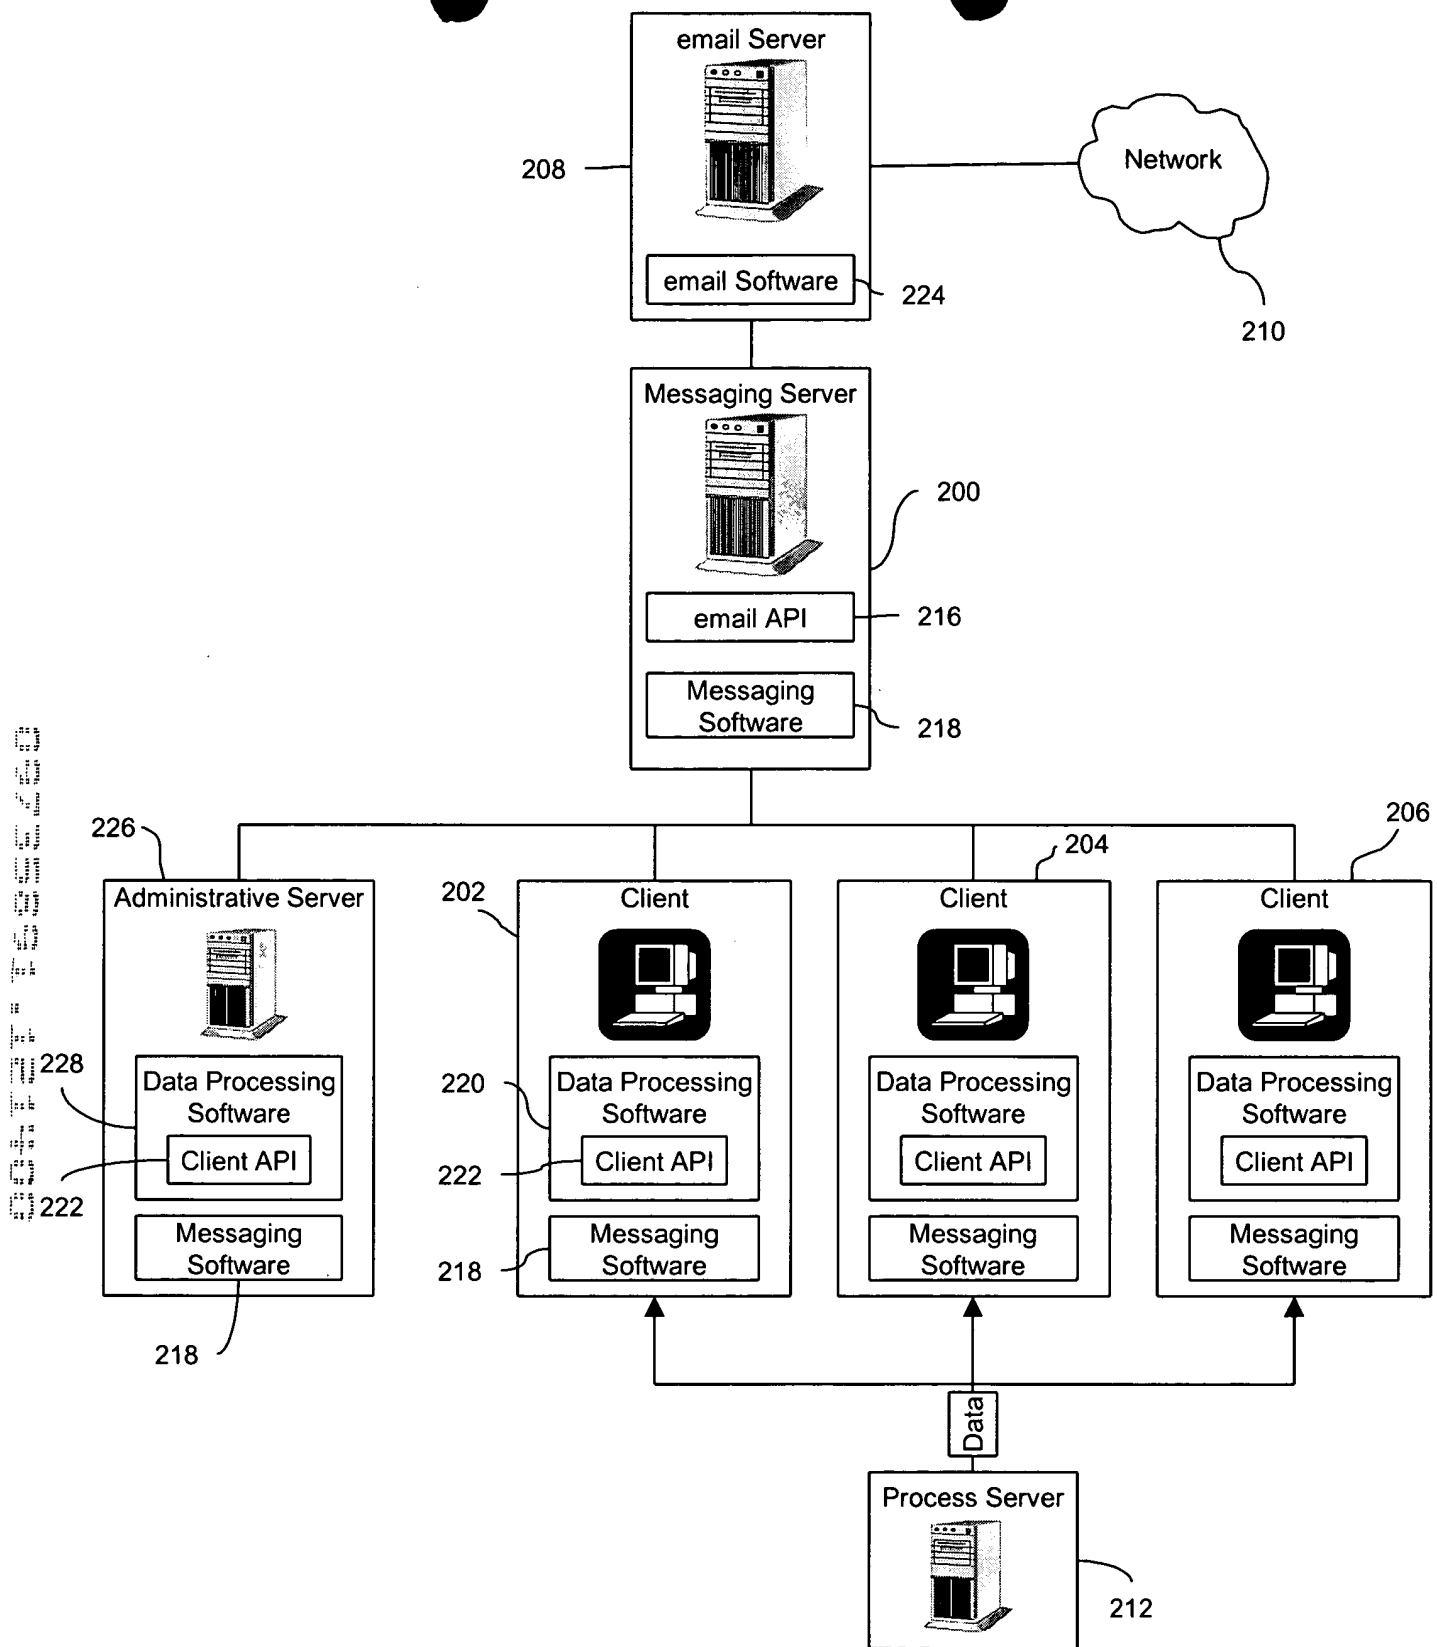 email Server
Network
208
email Software
224
210
Messaging Server
200
email API
216
Messaging
Software
218
226
204
206
Administrative Server
202
Client
Client
Client
228
Data Processing
Software
Client API
222
220
Data Processing
Software
222
Client API
Data Processing
Software
Client API
Data Processing
Software
Client API
Messaging
Software
218
218
Messaging
Software
Messaging
Software
Messaging
Software
Data
Process Server
212